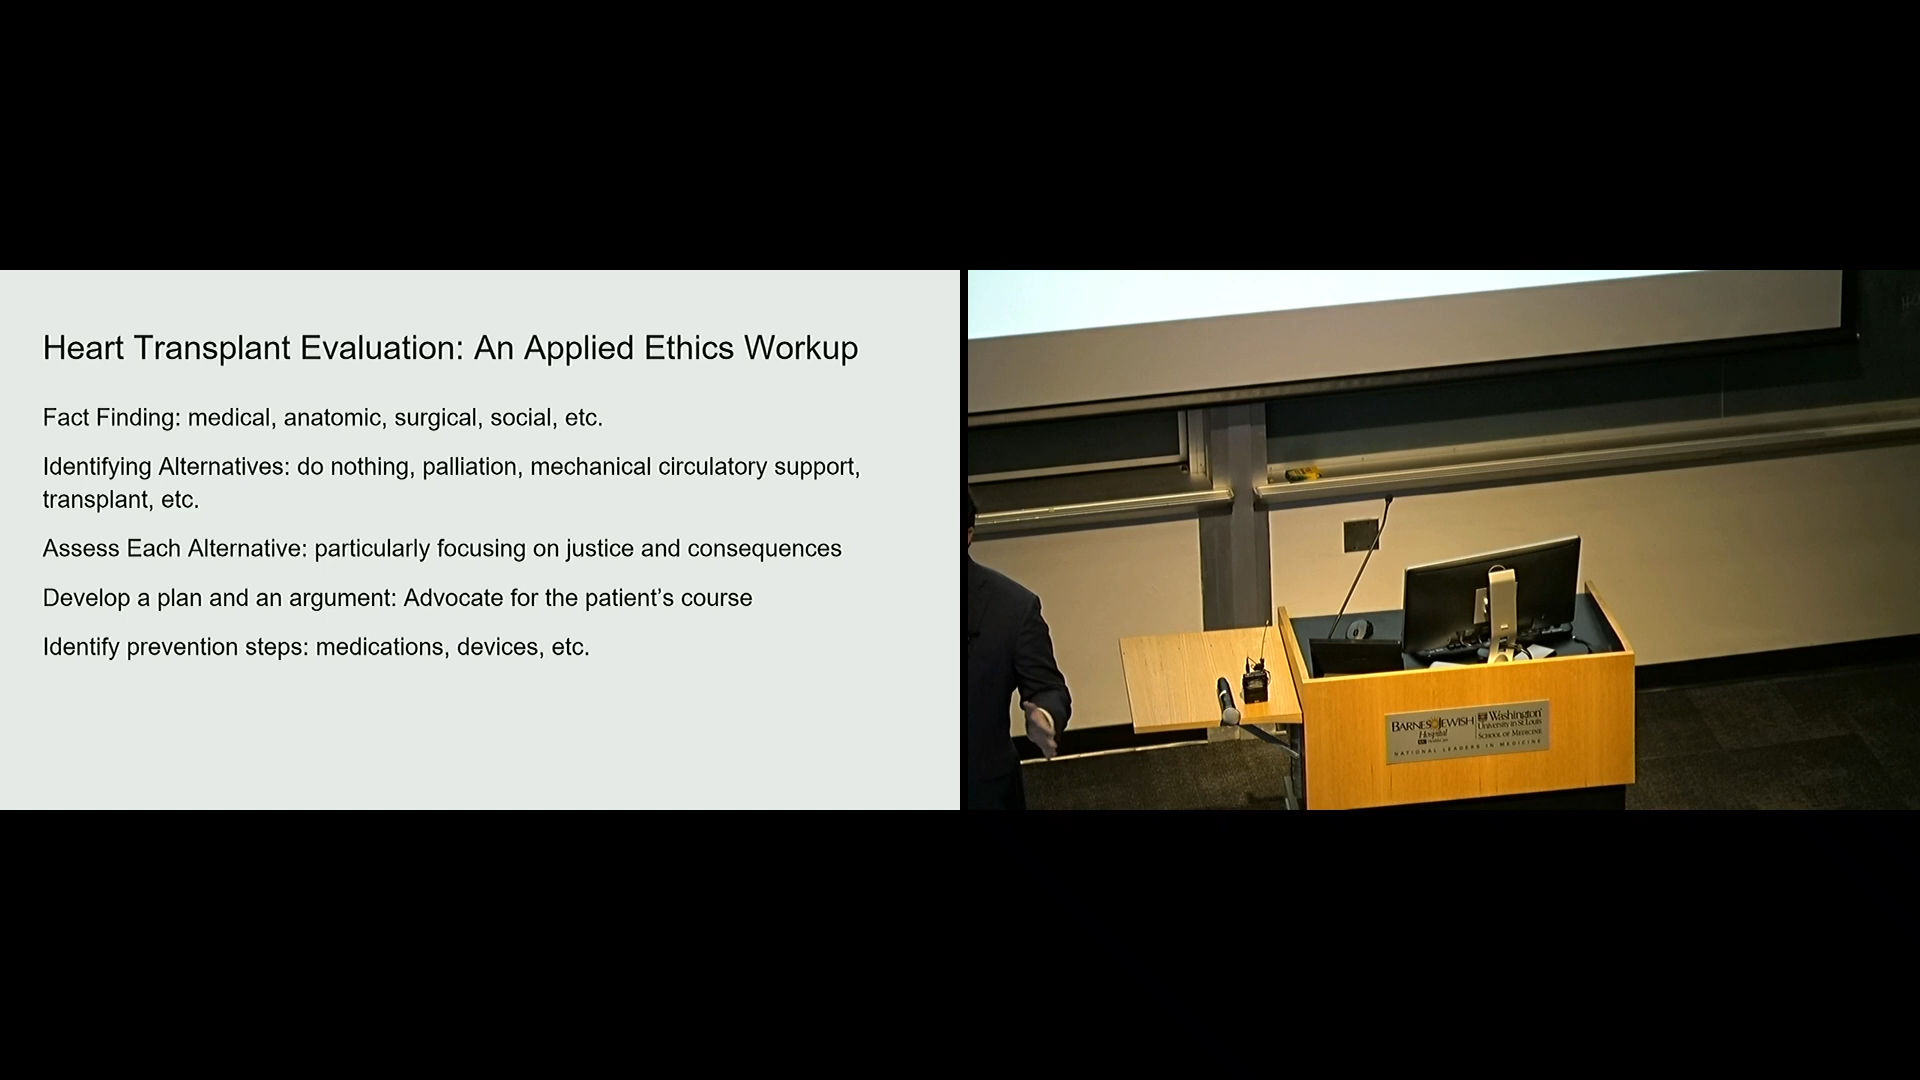 Heart Transplant Evaluation: An Applied Ethics Workup
Fact Finding: medical, anatomic, surgical, social, etc.
Identifying Alternatives: do nothing, palliation, mechanical circulatory support,
transplant, etc.
Assess Each Alternative: particularly focusing on justice and consequences
Develop a plan and an argument: Advocate for the patient’s course
Identify prevention steps: medications, devices, etc.
BARNES JEWISH
Hospital
Washington
University in St. Louis
SCHOOL OF MEDICINE
NATIONAL LEADERS IN MEDICINE